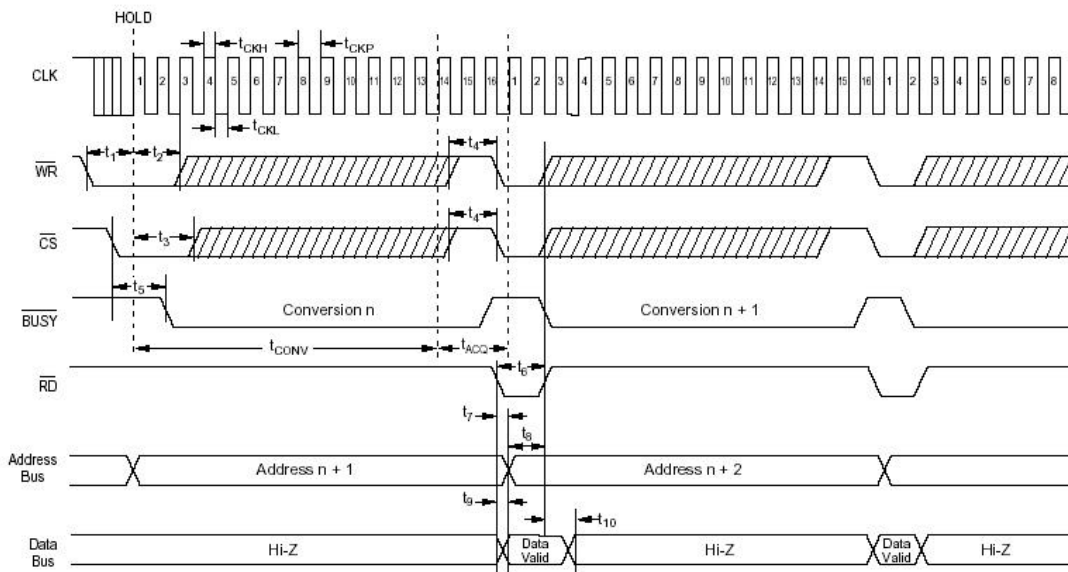 HOLD
tCKH
tCKP
CLK
1 2 3 4 5 6 7 8 9 10 11 12 13 14 15 16 1 2 3 4 5 6 7 8 9 10 11 12 13 14 15 16 1 2 3 4 5 6 7 8
tCKL
t1 t2 t4
WR
t3 t4
CS
t5
BUSY Conversion n Conversion n + 1
tCONV tACQ
t6
RD
t7
t8
Address
Bus
Address n + 1 Address n + 2
t9
t10
Data
Bus
Hi-Z Data
Valid Hi-Z Data
Valid Hi-Z